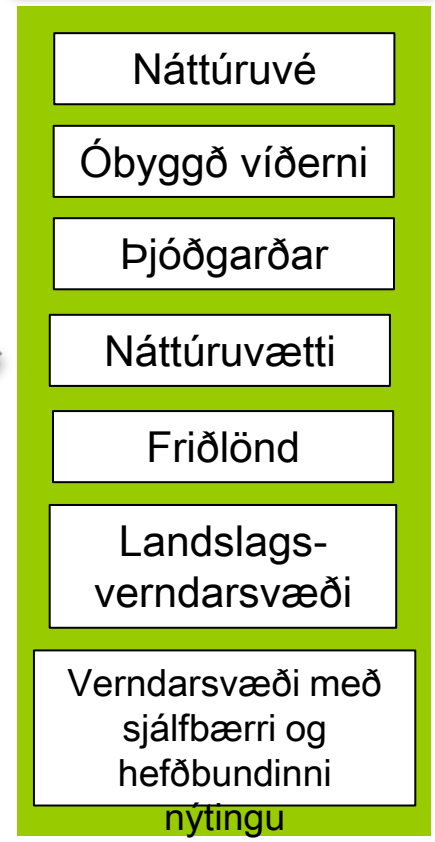 Náttúruvé
Óbyggð víðerni
Þjóðgarðar
Náttúruvætti
Friðlönd
Landslags-
verndarsvæði
Verndarsvæði með
sjálfbærri og
hefðbundinni
nýtingu